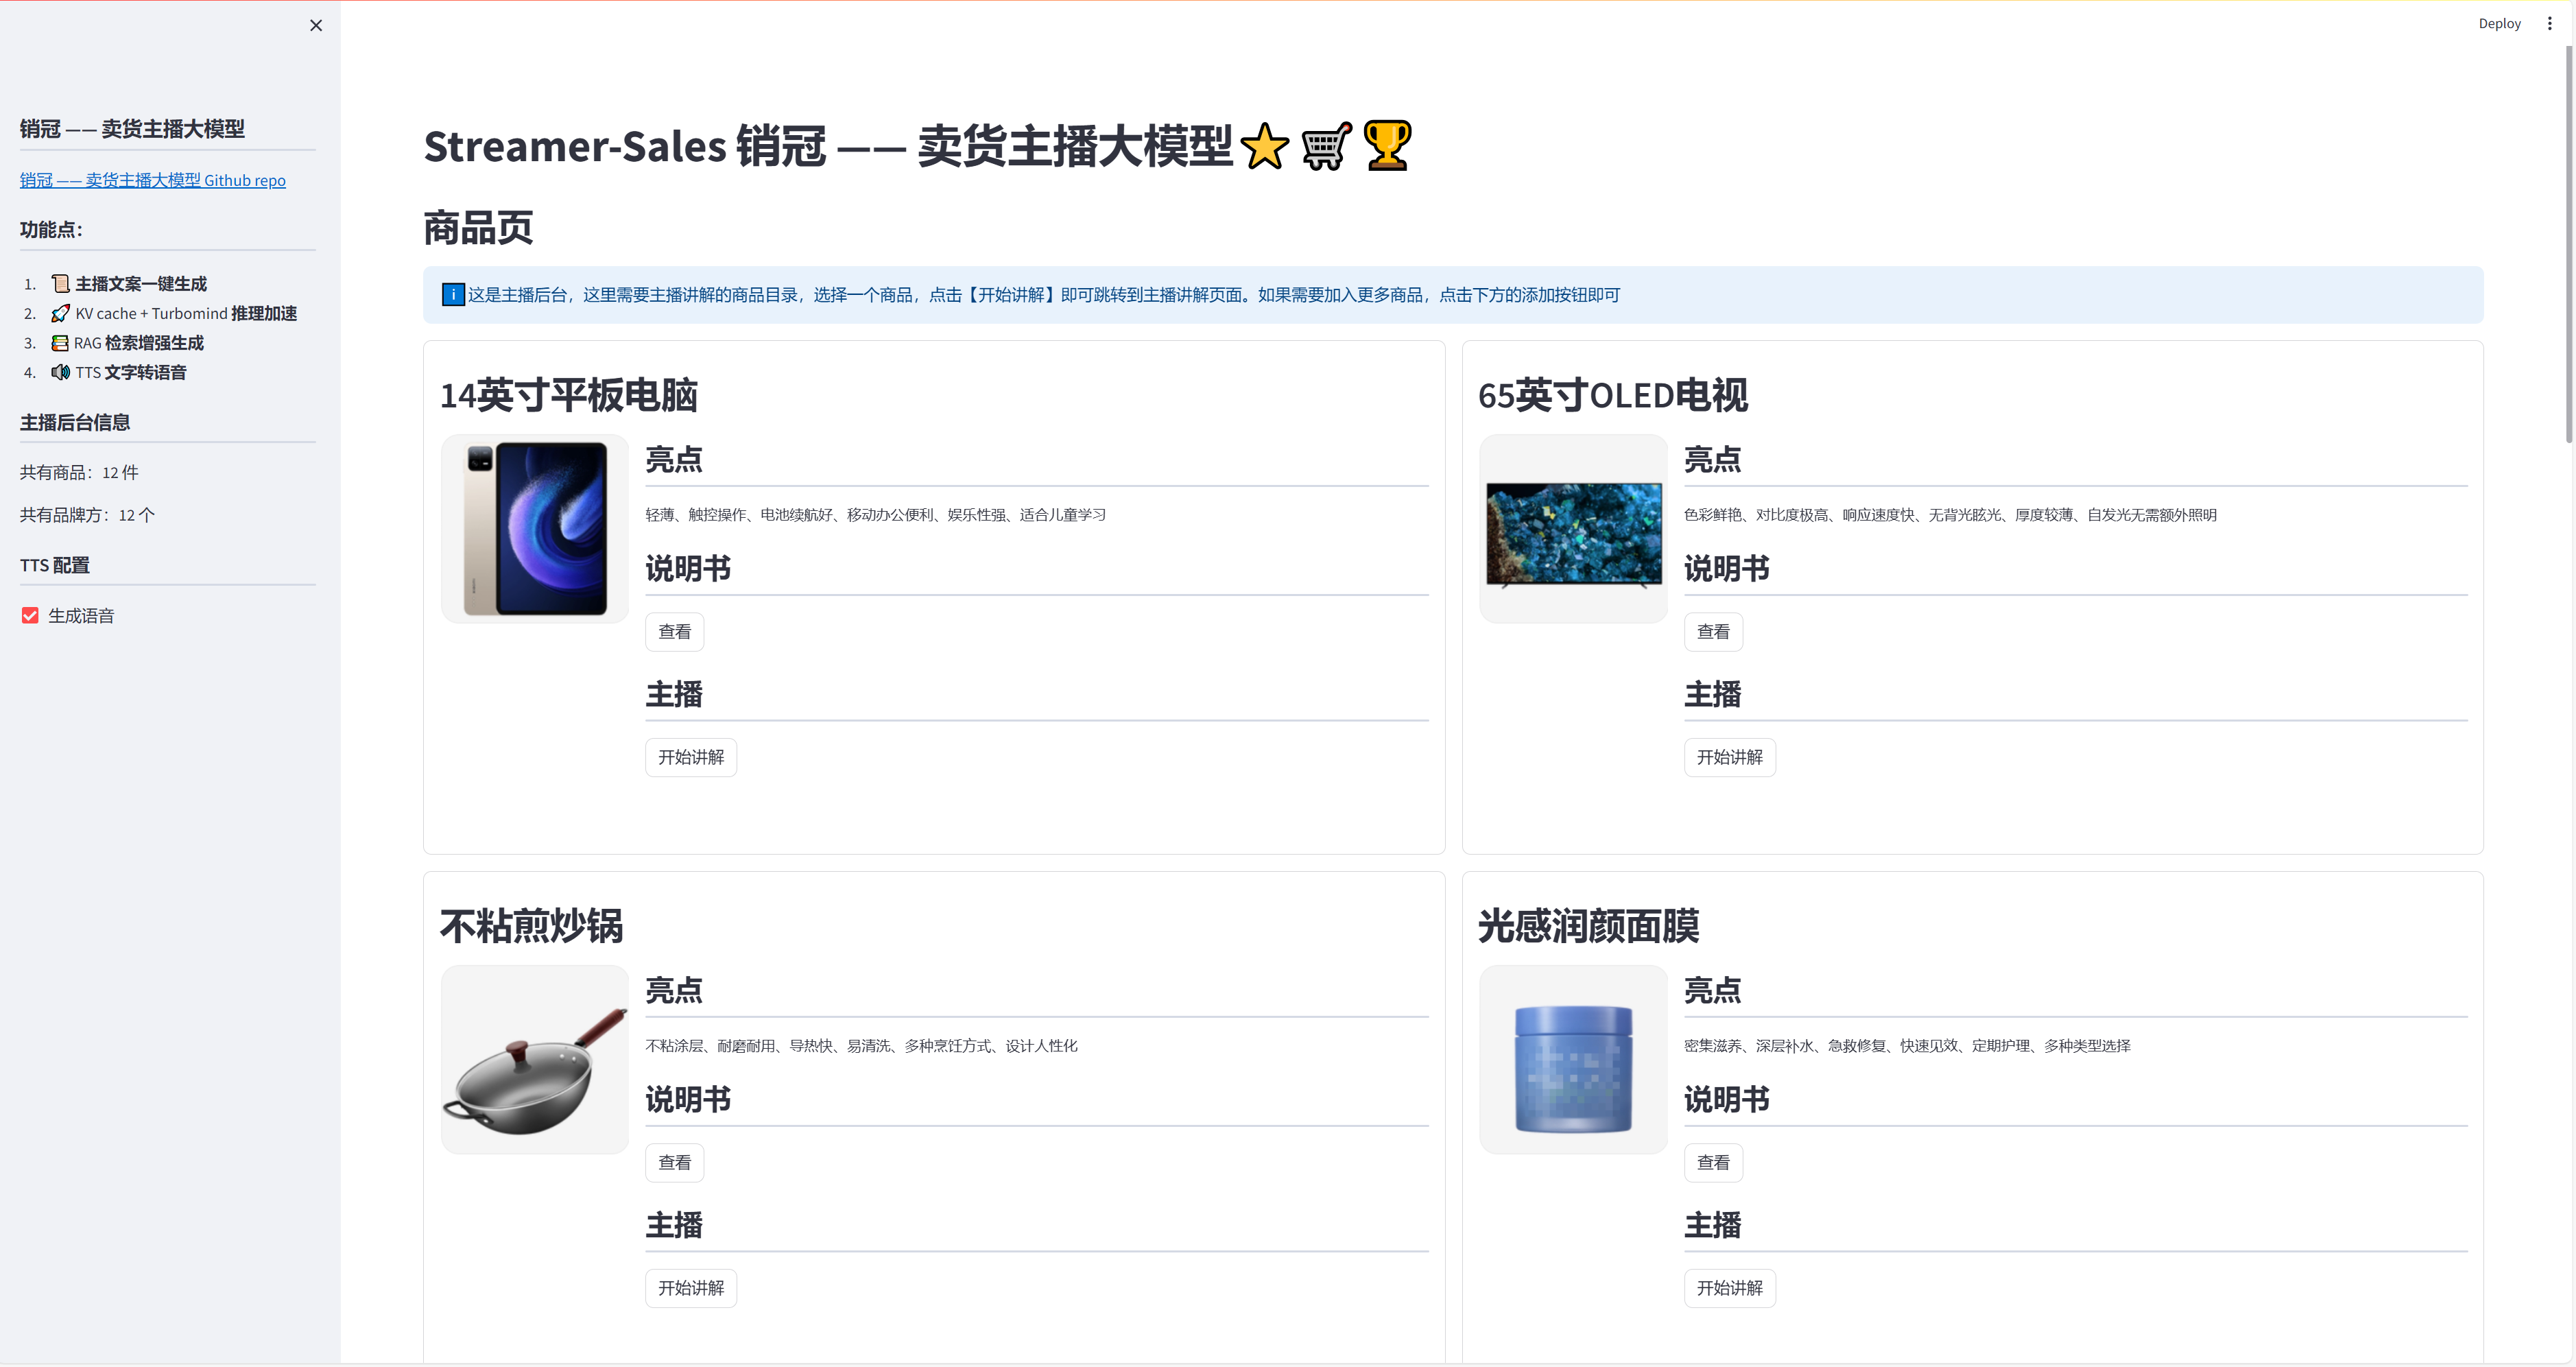 Deploy
销冠 —— 卖货主播大模型
销冠 —— 卖货主播大模型 Github repo
功能点：
1. 📜 主播文案一键生成
2. 🚀 KV cache + Turbomind 推理加速
3. 📚 RAG 检索增强生成
4. 🔊 TTS 文字转语音
主播后台信息
共有商品：12 件
共有品牌方：12 个
TTS 配置
生成语音
Streamer-Sales 销冠 —— 卖货主播大模型⭐🛒🏆
商品页
ℹ️这是主播后台，这里需要主播讲解的商品目录，选择一个商品，点击【开始讲解】即可跳转到主播讲解页面。如果需要加入更多商品，点击下方的添加按钮即可
14英寸平板电脑
亮点
轻薄、触控操作、电池续航好、移动办公便利、娱乐性强、适合儿童学习
说明书
查看
主播
开始讲解
65英寸OLED电视
亮点
色彩鲜艳、对比度极高、响应速度快、无背光眩光、厚度较薄、自发光无需额外照明
说明书
查看
主播
开始讲解
不粘煎炒锅
亮点
不粘涂层、耐磨耐用、导热快、易清洗、多种烹饪方式、设计人性化
说明书
查看
主播
开始讲解
光感润颜面膜
亮点
密集滋养、深层补水、急救修复、快速见效、定期护理、多种类型选择
说明书
查看
主播
开始讲解